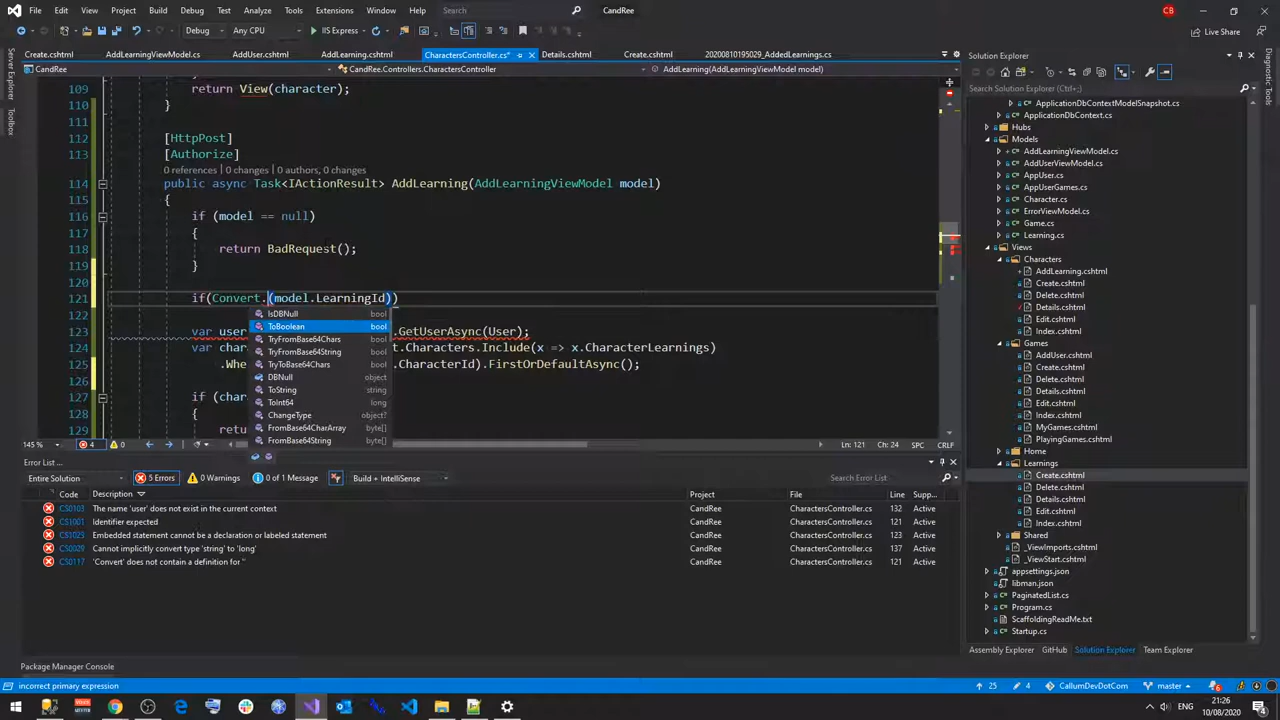 File Edit View Project Build Debug Test Analyze Tools Extensions Window Help Search CandRee CB
Debug Any CPU IIS Express Live Share
Create.cshtml AddLearningViewModel.cs AddUser.cshtml AddLearning.cshtml CharactersController.cs* Details.cshtml Create.cshtml 20200810195029_AddedLearnings.cs
CandRee CandRee.Controllers.CharactersController AddLearning(AddLearningViewModel model)
Server Explorer
Toolbox
109 return View(character);
110 }
111
112 [HttpPost]
113 [Authorize]
0 references | 0 changes | 0 authors, 0 changes
114 public async Task<IActionResult> AddLearning(AddLearningViewModel model)
115 {
116 if (model == null)
117 {
118 return BadRequest();
119 }
120
121 if(Convert.(model.LearningId))
122
123 var user .GetUserAsync(User);
124 var char t.Characters.Include(x => x.CharacterLearnings)
125 .Whe .CharacterId).FirstOrDefaultAsync();
126
127 if (char
128 {
129 retu
IsDBNull bool
ToBoolean bool
TryFromBase64Chars bool
TryFromBase64String bool
TryToBase64Chars bool
DBNull object
ToString string
ToInt64 long
ChangeType object?
FromBase64CharArray byte[]
FromBase64String byte[]
145 % 4 0 Ln: 121 Ch: 24 SPC CRLF
Error List ...
Entire Solution 5 Errors 0 Warnings 0 of 1 Message Build + IntelliSense Search Error List
Code Description Project File Line Supp...
CS0103 The name 'user' does not exist in the current context CandRee CharactersController.cs 132 Active
CS1001 Identifier expected CandRee CharactersController.cs 121 Active
CS1023 Embedded statement cannot be a declaration or labeled statement CandRee CharactersController.cs 123 Active
CS0029 Cannot implicitly convert type 'string' to 'long' CandRee CharactersController.cs 137 Active
CS0117 'Convert' does not contain a definition for '' CandRee CharactersController.cs 121 Active
Package Manager Console
Solution Explorer
Search Solution Explorer (Ctrl+;)
ApplicationDbContextModelSnapshot.cs
ApplicationDbContext.cs
Hubs
Models
AddLearningViewModel.cs
AddUserViewModel.cs
AppUser.cs
AppUserGames.cs
Character.cs
ErrorViewModel.cs
Game.cs
Learning.cs
Views
Characters
AddLearning.cshtml
Create.cshtml
Delete.cshtml
Details.cshtml
Edit.cshtml
Index.cshtml
Games
AddUser.cshtml
Create.cshtml
Delete.cshtml
Details.cshtml
Edit.cshtml
Index.cshtml
MyGames.cshtml
PlayingGames.cshtml
Home
Learnings
Create.cshtml
Delete.cshtml
Details.cshtml
Edit.cshtml
Index.cshtml
Shared
_ViewImports.cshtml
_ViewStart.cshtml
appsettings.json
libman.json
PaginatedList.cs
Program.cs
ScaffoldingReadMe.txt
Startup.cs
Assembly Explorer GitHub Solution Explorer Team Explorer
Diagnostic Tools
incorrect primary expression 25 4 CallumDevDotCom master 6
ENG 21:26
10/08/2020